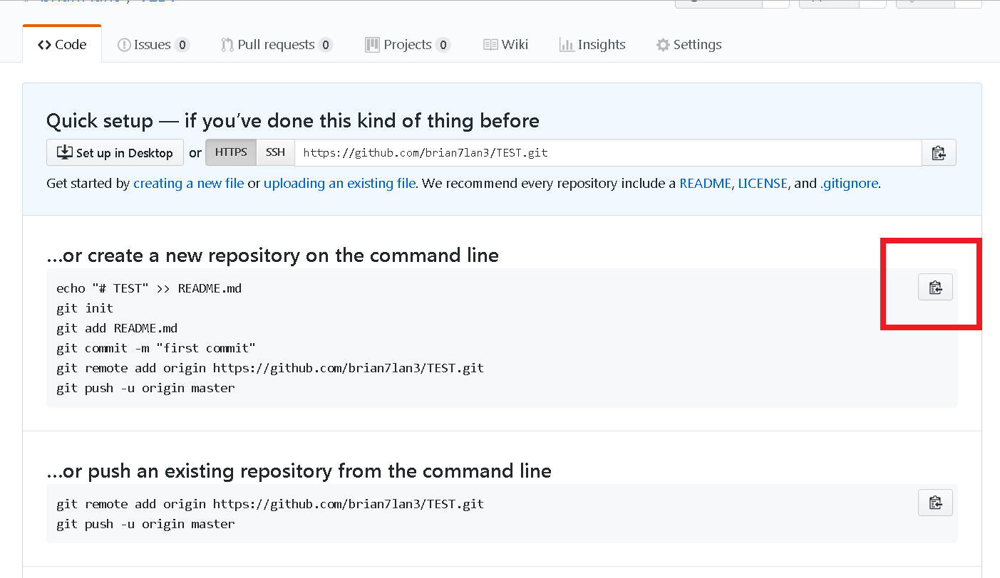 Code Issues 0 Pull requests 0 Projects 0 Wiki Insights Settings
Quick setup — if you’ve done this kind of thing before
Set up in Desktop or HTTPS SSH https://github.com/brian7lan3/TEST.git
Get started by creating a new file or uploading an existing file. We recommend every repository include a README, LICENSE, and .gitignore.
…or create a new repository on the command line
echo "# TEST" >> README.md
git init
git add README.md
git commit -m "first commit"
git remote add origin https://github.com/brian7lan3/TEST.git
git push -u origin master
…or push an existing repository from the command line
git remote add origin https://github.com/brian7lan3/TEST.git
git push -u origin master